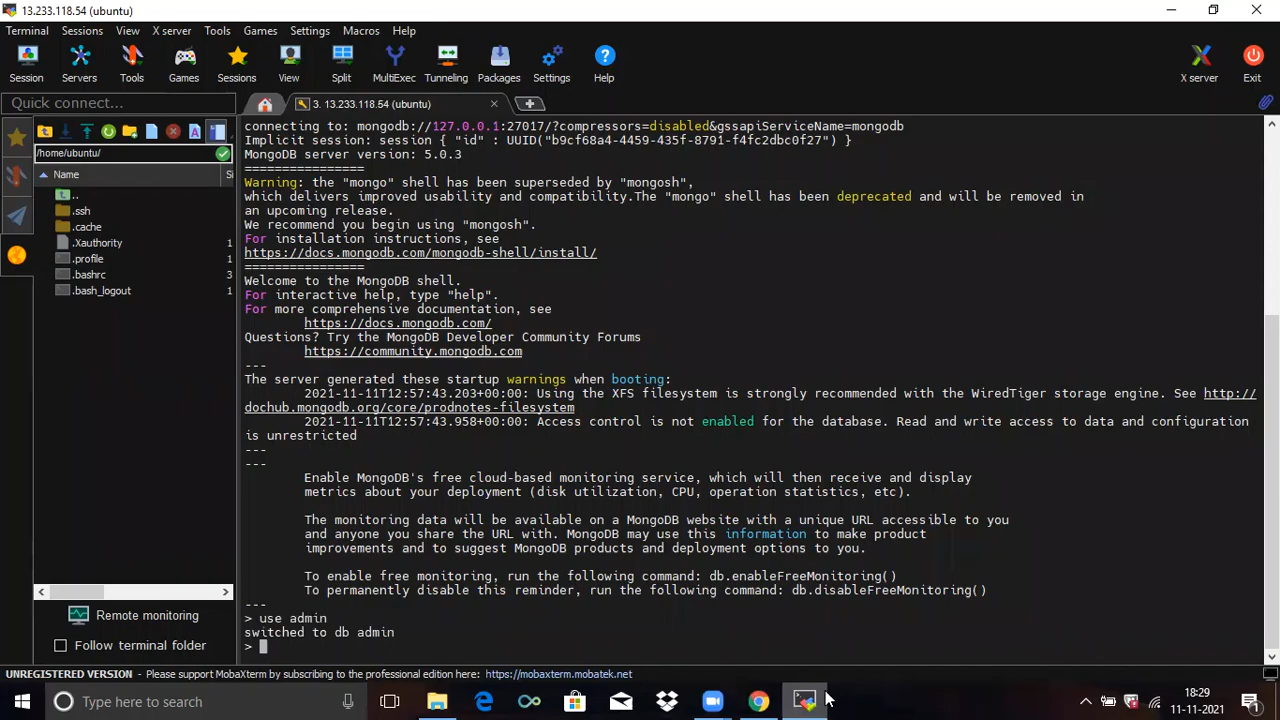 13.233.118.54 (ubuntu)
Terminal Sessions View X server Tools Games Settings Macros Help
Session Servers Tools Games Sessions View Split MultiExec Tunneling Packages Settings Help X server Exit
Quick connect...
3. 13.233.118.54 (ubuntu)
/home/ubuntu/
Name Si
..
.ssh
.cache
.Xauthority 1
.profile 1
.bashrc 3
.bash_logout 1
Remote monitoring
Follow terminal folder
connecting to: mongodb://127.0.0.1:27017/?compressors=disabled&gssapiServiceName=mongodb
Implicit session: session { "id" : UUID("b9cf68a4-4459-435f-8791-f4fc2dbc0f27") }
MongoDB server version: 5.0.3
================
Warning: the "mongo" shell has been superseded by "mongosh",
which delivers improved usability and compatibility.The "mongo" shell has been deprecated and will be removed in
an upcoming release.
We recommend you begin using "mongosh".
For installation instructions, see
https://docs.mongodb.com/mongodb-shell/install/
================
Welcome to the MongoDB shell.
For interactive help, type "help".
For more comprehensive documentation, see
https://docs.mongodb.com/
Questions? Try the MongoDB Developer Community Forums
https://community.mongodb.com
---
The server generated these startup warnings when booting:
2021-11-11T12:57:43.203+00:00: Using the XFS filesystem is strongly recommended with the WiredTiger storage engine. See http://
dochub.mongodb.org/core/prodnotes-filesystem
2021-11-11T12:57:43.958+00:00: Access control is not enabled for the database. Read and write access to data and configuration
is unrestricted
---
---
Enable MongoDB's free cloud-based monitoring service, which will then receive and display
metrics about your deployment (disk utilization, CPU, operation statistics, etc).
The monitoring data will be available on a MongoDB website with a unique URL accessible to you
and anyone you share the URL with. MongoDB may use this information to make product
improvements and to suggest MongoDB products and deployment options to you.
To enable free monitoring, run the following command: db.enableFreeMonitoring()
To permanently disable this reminder, run the following command: db.disableFreeMonitoring()
---
> use admin
switched to db admin
>
UNREGISTERED VERSION - Please support MobaXterm by subscribing to the professional edition here: https://mobaxterm.mobatek.net
Type here to search
18:29
11-11-2021
1